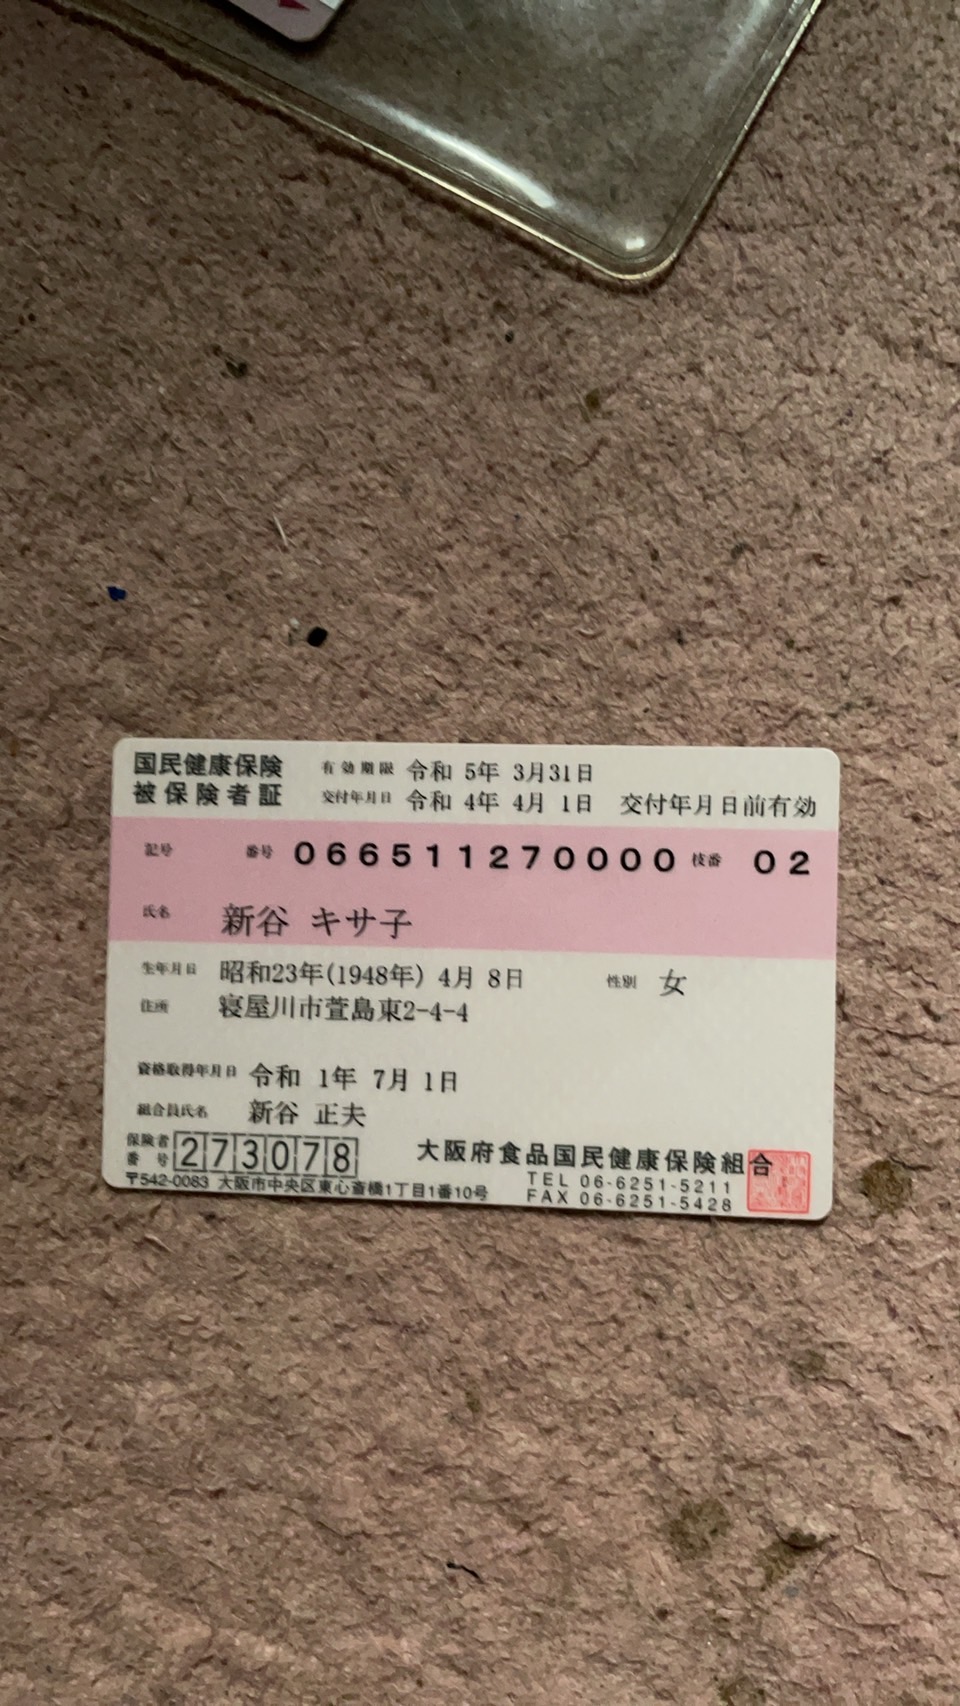 国民健康保険
被保険者証
有効期限 令和 5年 3月31日
交付年月日 令和 4年 4月 1日 交付年月日前有効
記号 番号 066511270000 枝番 02
氏名 新谷 キサ子
生年月日 昭和23年(1948年) 4月 8日 性別 女
住所 寝屋川市萱島東2-4-4
資格取得年月日 令和 1年 7月 1日
組合員氏名 新谷 正夫
保険者番号 273078
大阪府食品国民健康保険組合
〒542-0083 大阪市中央区東心斎橋1丁目1番10号
TEL 06-6251-5211
FAX 06-6251-5428